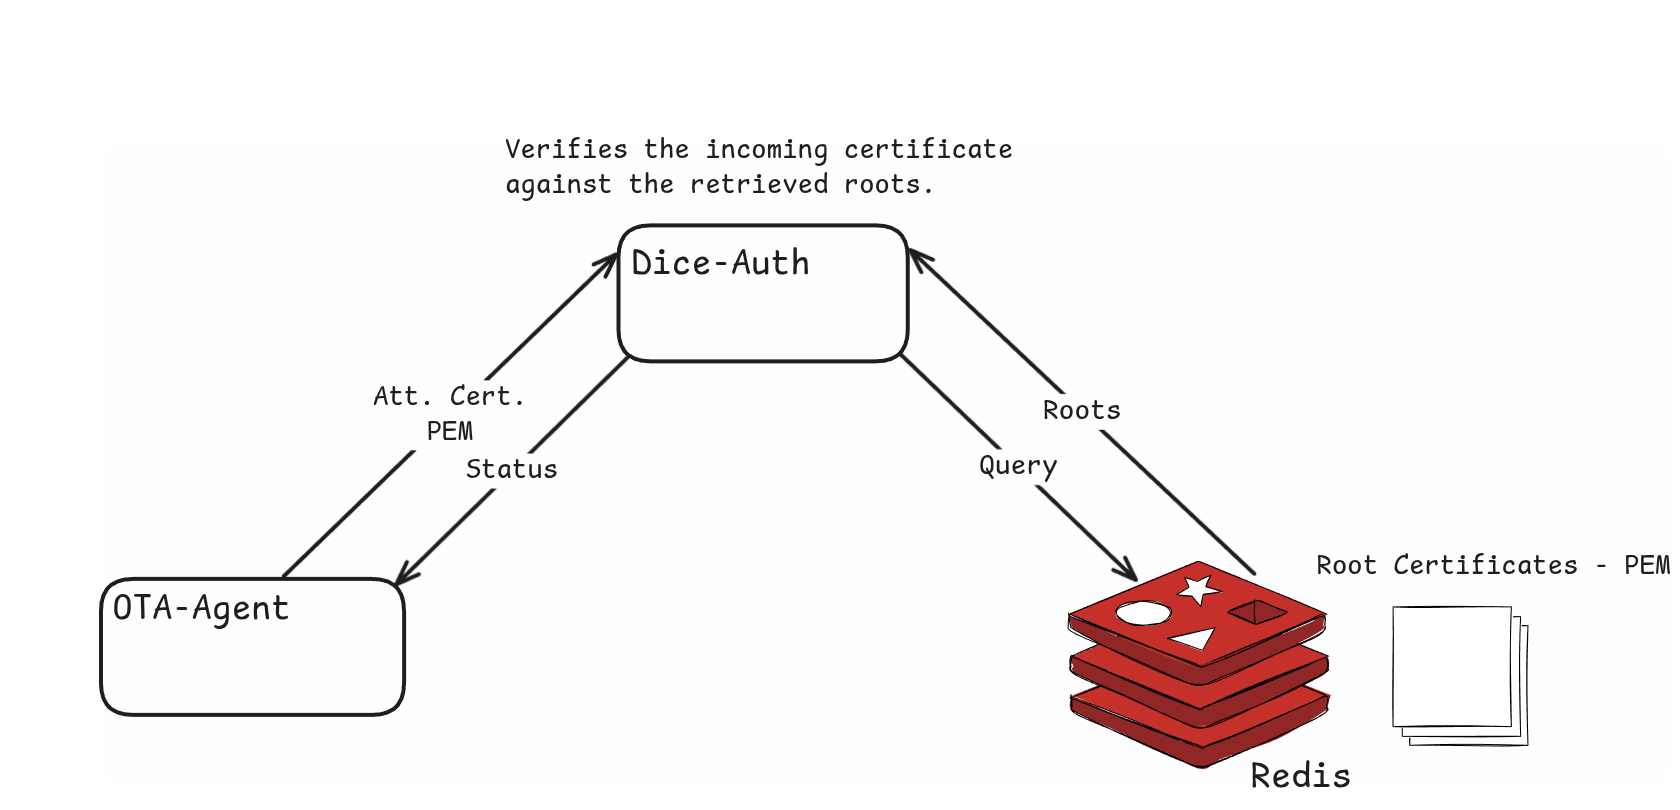 Verifies the incoming certificate
against the retrieved roots.
Dice-Auth
Att. Cert.
PEM
Status
Roots
Query
OTA-Agent
Root Certificates - PEM
Redis